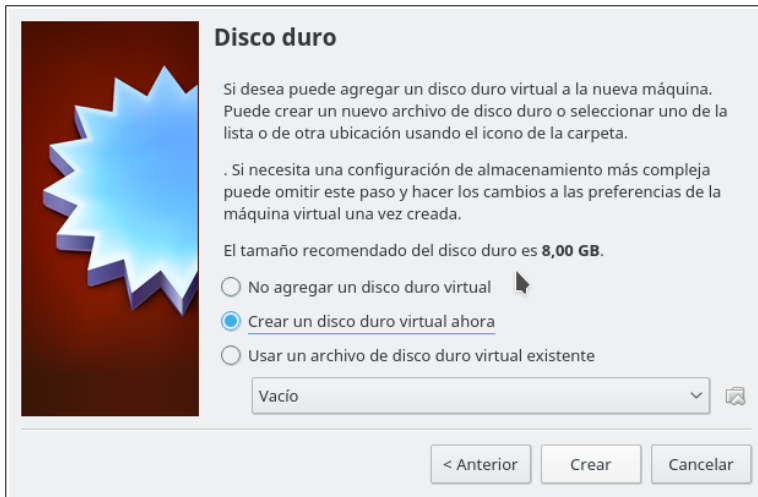 Disco duro
Si desea puede agregar un disco duro virtual a la nueva máquina.
Puede crear un nuevo archivo de disco duro o seleccionar uno de la
lista o de otra ubicación usando el icono de la carpeta.
. Si necesita una configuración de almacenamiento más compleja
puede omitir este paso y hacer los cambios a las preferencias de la
máquina virtual una vez creada.
El tamaño recomendado del disco duro es 8,00 GB.
No agregar un disco duro virtual
Crear un disco duro virtual ahora
Usar un archivo de disco duro virtual existente
Vacío
< Anterior
Crear
Cancelar